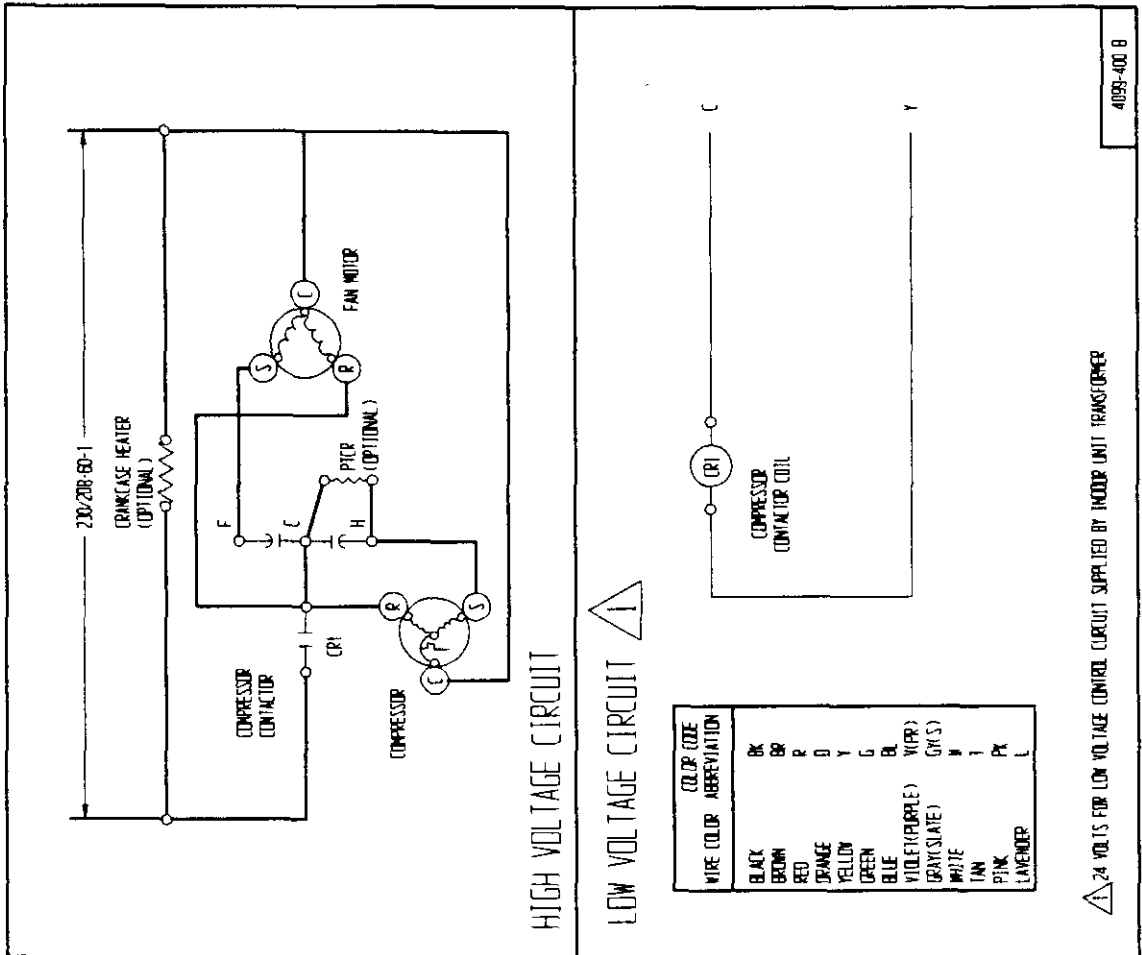 230/208-60-1
CRANKCASE HEATER
(OPTIONAL)
F
C
H
PTCR
(OPTIONAL)
S
C
R
FAN MOTOR
COMPRESSOR
CONTACTOR
CR1
R
S
C
COMPRESSOR
HIGH VOLTAGE CIRCUIT
LOW VOLTAGE CIRCUIT 1
C
Y
CR1
COMPRESSOR
CONTACTOR COIL
COLOR CODE
WIRE COLOR ABBREVIATION
BLACK BK
BROWN BR
RED R
ORANGE O
YELLOW Y
GREEN G
BLUE BL
VIOLET(PURPLE) V(PR)
GRAY(SLATE) GY(S)
WHITE W
TAN T
PINK PK
LAVENDER L
1 24 VOLTS FOR LOW VOLTAGE CONTROL CURCUIT SUPPLIED BY INDOOR UNIT TRANSFORMER
4099-400 B